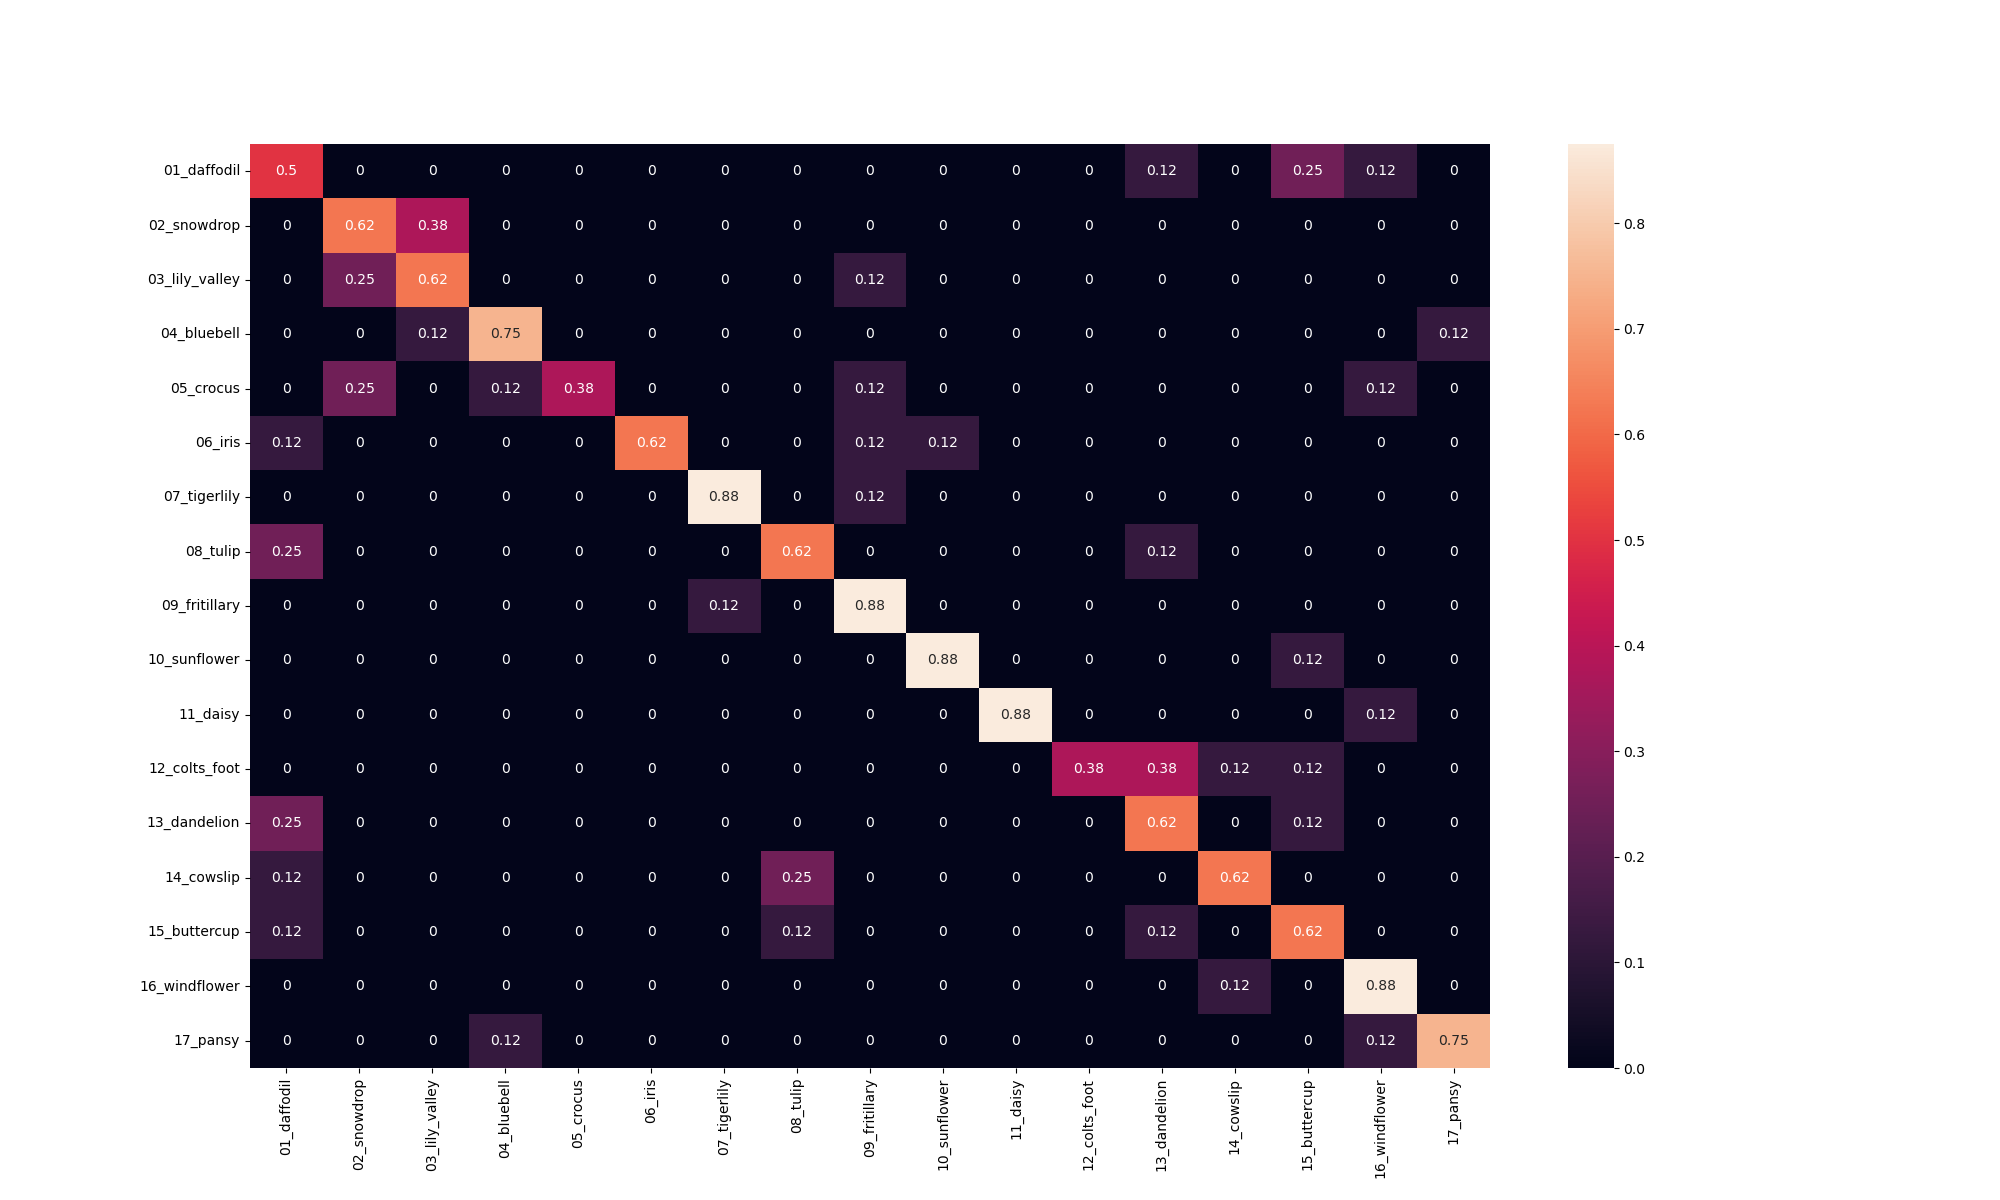 01_daffodil 0.5 0 0 0 0 0 0 0 0 0 0 0 0.12 0 0.25 0.12 0
02_snowdrop 0 0.62 0.38 0 0 0 0 0 0 0 0 0 0 0 0 0 0
03_lily_valley 0 0.25 0.62 0 0 0 0 0 0.12 0 0 0 0 0 0 0 0
04_bluebell 0 0 0.12 0.75 0 0 0 0 0 0 0 0 0 0 0 0 0.12
05_crocus 0 0.25 0 0.12 0.38 0 0 0 0.12 0 0 0 0 0 0 0.12 0
06_iris 0.12 0 0 0 0 0.62 0 0 0.12 0.12 0 0 0 0 0 0 0
07_tigerlily 0 0 0 0 0 0 0.88 0 0.12 0 0 0 0 0 0 0 0
08_tulip 0.25 0 0 0 0 0 0 0.62 0 0 0 0 0.12 0 0 0 0
09_fritillary 0 0 0 0 0 0 0.12 0 0.88 0 0 0 0 0 0 0 0
10_sunflower 0 0 0 0 0 0 0 0 0 0.88 0 0 0 0 0.12 0 0
11_daisy 0 0 0 0 0 0 0 0 0 0 0.88 0 0 0 0 0.12 0
12_colts_foot 0 0 0 0 0 0 0 0 0 0 0 0.38 0.38 0.12 0.12 0 0
13_dandelion 0.25 0 0 0 0 0 0 0 0 0 0 0 0.62 0 0.12 0 0
14_cowslip 0.12 0 0 0 0 0 0 0.25 0 0 0 0 0 0.62 0 0 0
15_buttercup 0.12 0 0 0 0 0 0 0.12 0 0 0 0 0.12 0 0.62 0 0
16_windflower 0 0 0 0 0 0 0 0 0 0 0 0 0 0.12 0 0.88 0
17_pansy 0 0 0 0.12 0 0 0 0 0 0 0 0 0 0 0 0.12 0.75
01_daffodil 02_snowdrop 03_lily_valley 04_bluebell 05_crocus 06_iris 07_tigerlily 08_tulip 09_fritillary 10_sunflower 11_daisy 12_colts_foot 13_dandelion 14_cowslip 15_buttercup 16_windflower 17_pansy
0.8
0.7
0.6
0.5
0.4
0.3
0.2
0.1
0.0